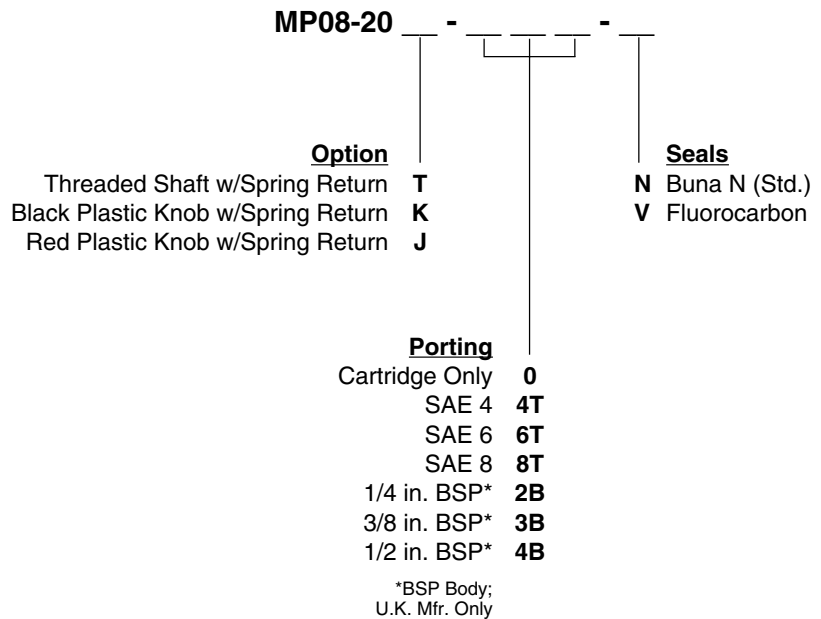 MP08-20 __ - __ __ __ - __
Option
Threaded Shaft w/Spring Return T
Black Plastic Knob w/Spring Return K
Red Plastic Knob w/Spring Return J
Seals
N Buna N (Std.)
V Fluorocarbon
Porting
Cartridge Only 0
SAE 4 4T
SAE 6 6T
SAE 8 8T
1/4 in. BSP* 2B
3/8 in. BSP* 3B
1/2 in. BSP* 4B
*BSP Body;
U.K. Mfr. Only